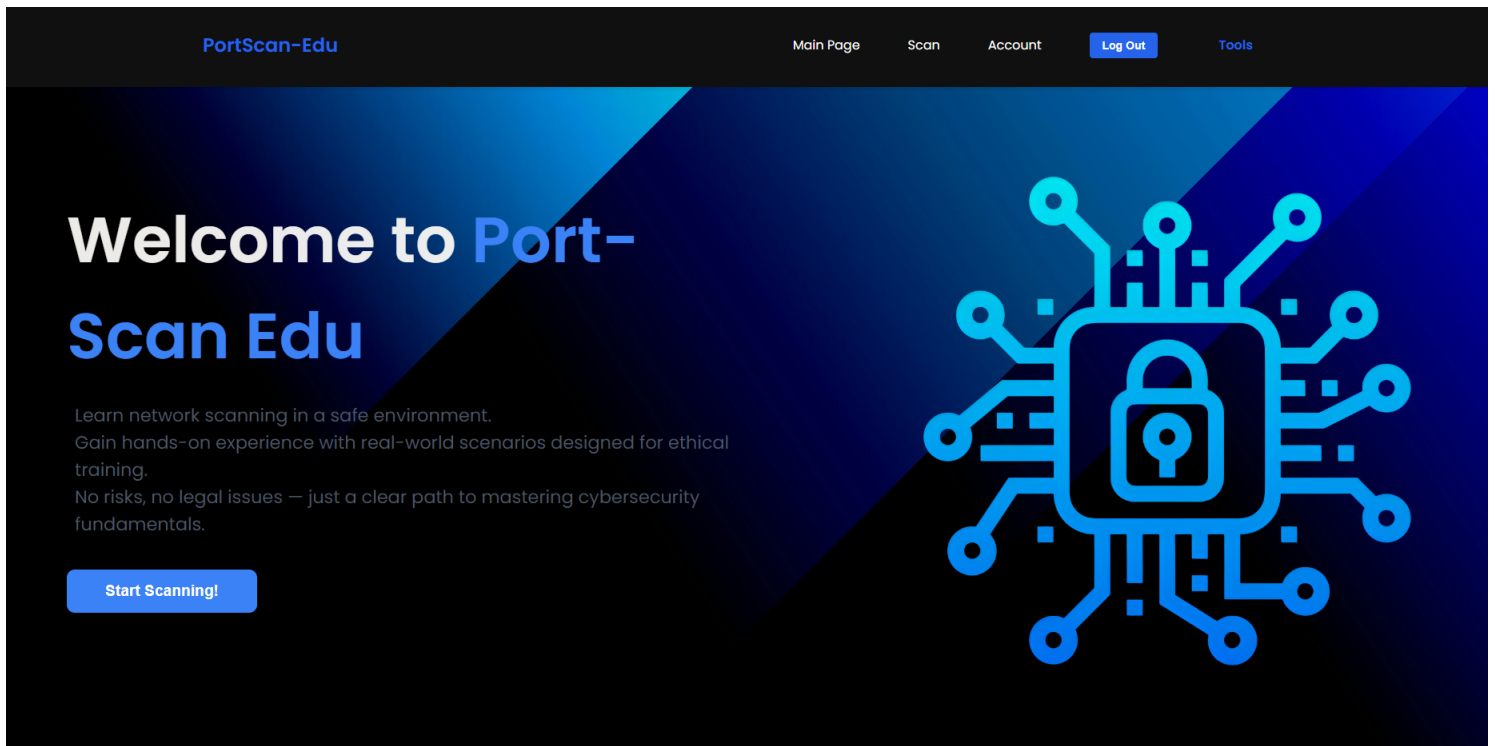 PortScan-Edu
Main Page
Scan
Account
Log Out
Tools
Welcome to Port-
Scan Edu
Learn network scanning in a safe environment.
Gain hands-on experience with real-world scenarios designed for ethical
training.
No risks, no legal issues — just a clear path to mastering cybersecurity
fundamentals.
Start Scanning!